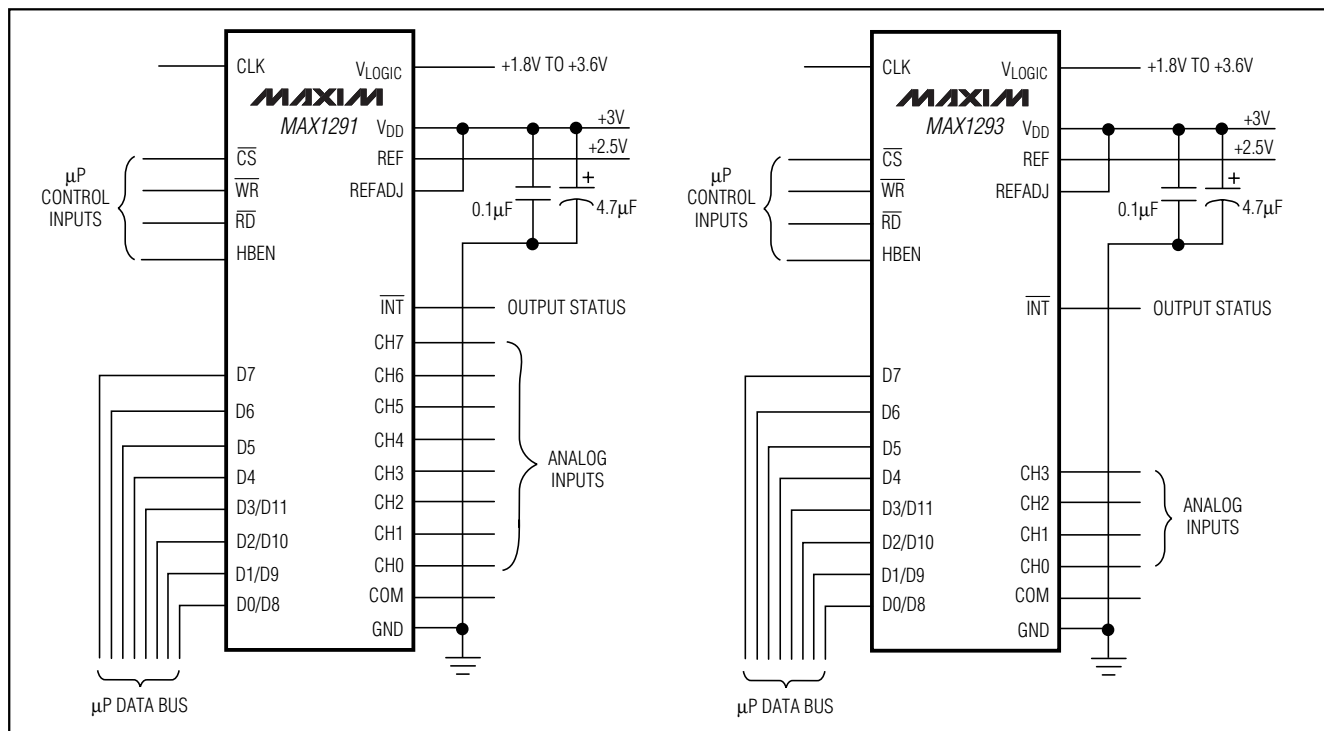 CLK
VLOGIC
+1.8V TO +3.6V
MAXIM
MAX1291
VDD
+3V
CS
REF
+2.5V
µP
CONTROL
INPUTS
WR
REFADJ
+
0.1µF
4.7µF
RD
HBEN
INT
OUTPUT STATUS
CH7
D7
CH6
D6
CH5
D5
CH4
ANALOG
INPUTS
D4
CH3
D3/D11
CH2
D2/D10
CH1
D1/D9
CH0
D0/D8
COM
GND
µP DATA BUS
CLK
VLOGIC
+1.8V TO +3.6V
MAXIM
MAX1293
VDD
+3V
CS
REF
+2.5V
µP
CONTROL
INPUTS
WR
REFADJ
+
0.1µF
4.7µF
RD
HBEN
INT
OUTPUT STATUS
D7
D6
D5
D4
CH3
D3/D11
CH2
ANALOG
INPUTS
D2/D10
CH1
D1/D9
CH0
D0/D8
COM
GND
µP DATA BUS